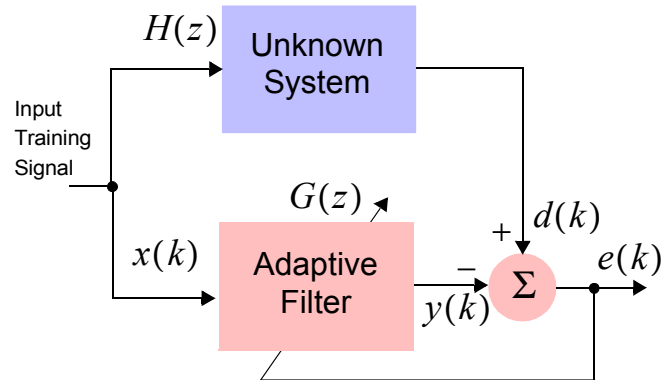 H(z)
Unknown
System
Input
Training
Signal
G(z)
+
d(k)
x(k)
Adaptive
Filter
−
y(k)
Σ
e(k)